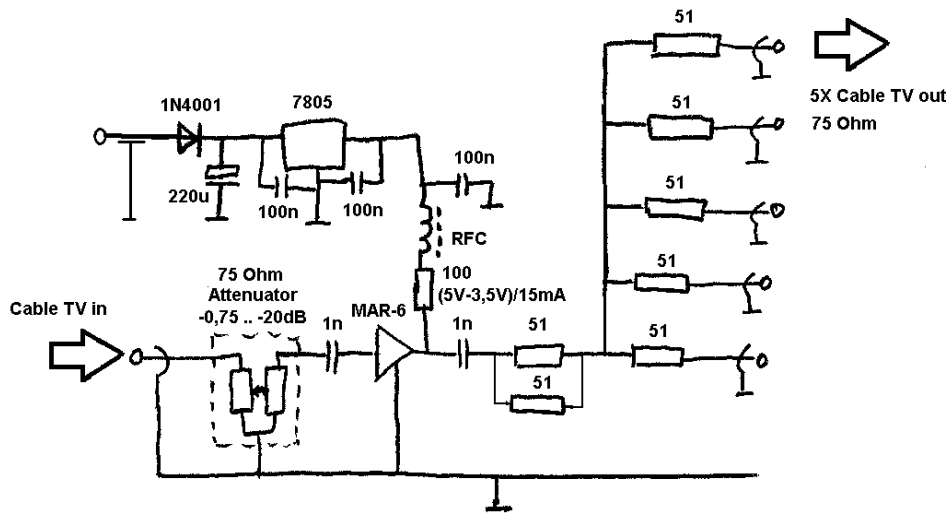 51
5X Cable TV out
75 Ohm
51
1N4001
7805
100n
220u
100n
100n
51
RFC
75 Ohm
Attenuator
-0,75 .. -20dB
100
(5V-3,5V)/15mA
51
Cable TV in
MAR-6
1n
1n
51
51
51